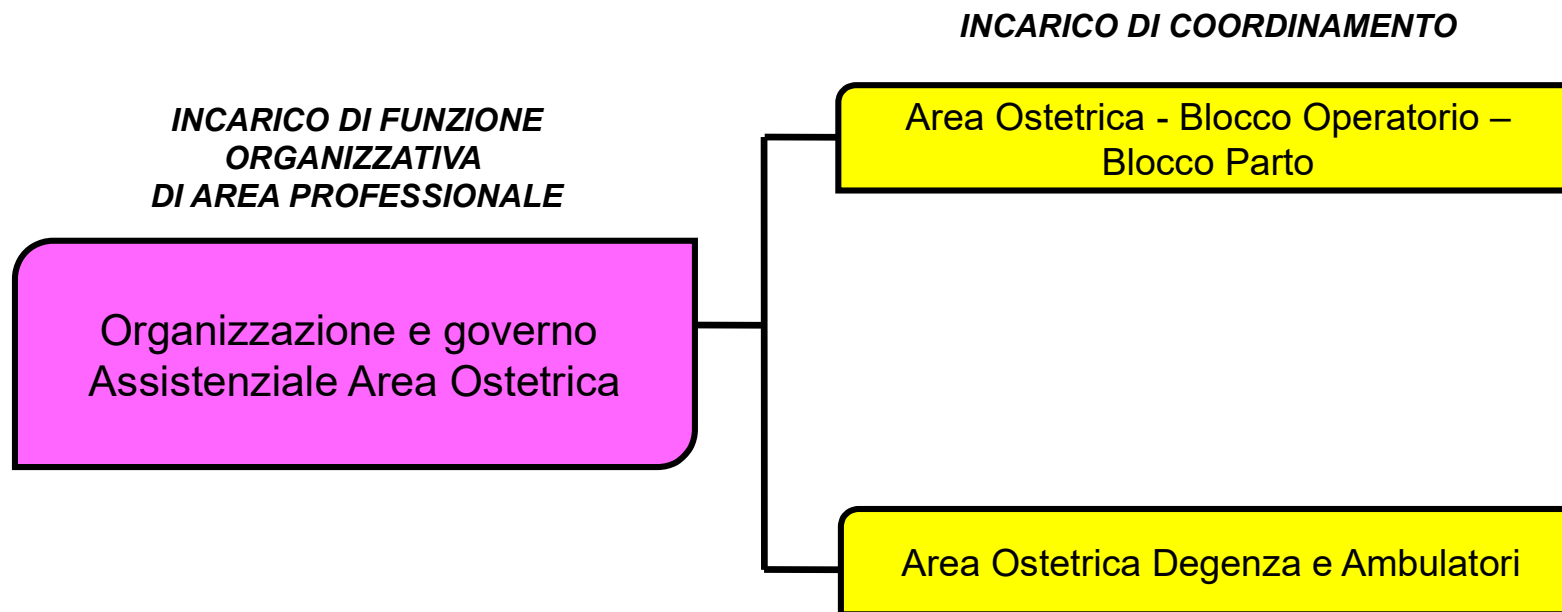 INCARICO DI COORDINAMENTO
INCARICO DI FUNZIONE
ORGANIZZATIVA
DI AREA PROFESSIONALE
Area Ostetrica - Blocco Operatorio –
Blocco Parto
Organizzazione e governo
Assistenziale Area Ostetrica
Area Ostetrica Degenza e Ambulatori